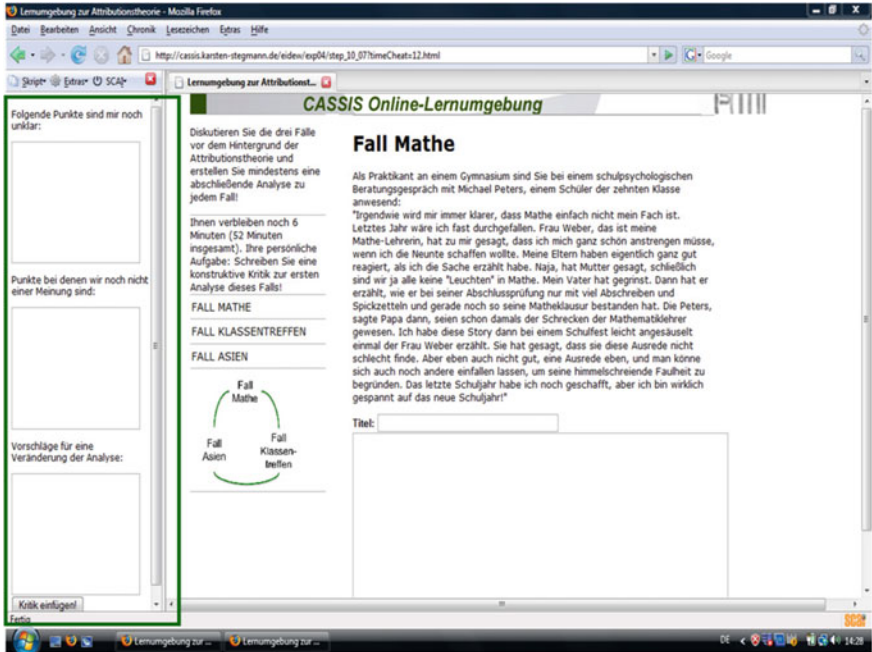 Lernumgebung zur Attributionstheorie - Mozilla Firefox
Datei Bearbeiten Ansicht Chronik Lesezeichen Extras Hilfe
http://cassis.karsten-stegmann.de/eidew/exp04/step_10_07?timeCheat=12.html
Google
Skript Extras SCAP
Lernumgebung zur Attributionst...
Folgende Punkte sind mir noch
unklar:
Punkte bei denen wir noch nicht
einer Meinung sind:
Vorschläge für eine
Veränderung der Analyse:
Kritik einfügen!
CASSIS Online-Lernumgebung
Diskutieren Sie die drei Fälle
vor dem Hintergrund der
Attributionstheorie und
erstellen Sie mindestens eine
abschließende Analyse zu
jedem Fall!
Ihnen verbleiben noch 6
Minuten (52 Minuten
insgesamt). Ihre persönliche
Aufgabe: Schreiben Sie eine
konstruktive Kritik zur ersten
Analyse dieses Falls!
FALL MATHE
FALL KLASSENTREFFEN
FALL ASIEN
Fall
Mathe
Fall
Asien
Fall
Klassen-
treffen
Fall Mathe
Als Praktikant an einem Gymnasium sind Sie bei einem schulpsychologischen
Beratungsgespräch mit Michael Peters, einem Schüler der zehnten Klasse
anwesend:
"Irgendwie wird mir immer klarer, dass Mathe einfach nicht mein Fach ist.
Letztes Jahr wäre ich fast durchgefallen. Frau Weber, das ist meine
Mathe-Lehrerin, hat zu mir gesagt, dass ich mich ganz schön anstrengen müsse,
wenn ich die Neunte schaffen wollte. Meine Eltern haben eigentlich ganz gut
reagiert, als ich die Sache erzählt habe. Naja, hat Mutter gesagt, schließlich
sind wir ja alle keine "Leuchten" in Mathe. Mein Vater hat gegrinst. Dann hat er
erzählt, wie er bei seiner Abschlussprüfung nur mit viel Abschreiben und
Spickzetteln und gerade noch so seine Matheklausur bestanden hat. Die Peters,
sagte Papa dann, seien schon damals der Schrecken der Mathematiklehrer
gewesen. Ich habe diese Story dann bei einem Schulfest leicht angesäuselt
einmal der Frau Weber erzählt. Sie hat gesagt, dass sie diese Ausrede nicht
schlecht finde. Aber eben auch nicht gut, eine Ausrede eben, und man könne
sich auch noch andere einfallen lassen, um seine himmelschreiende Faulheit zu
begründen. Das letzte Schuljahr habe ich noch geschafft, aber ich bin wirklich
gespannt auf das neue Schuljahr!"
Titel:
Fertig
Lernumgebung zur ...
Lernumgebung zur ...
DE
14:28